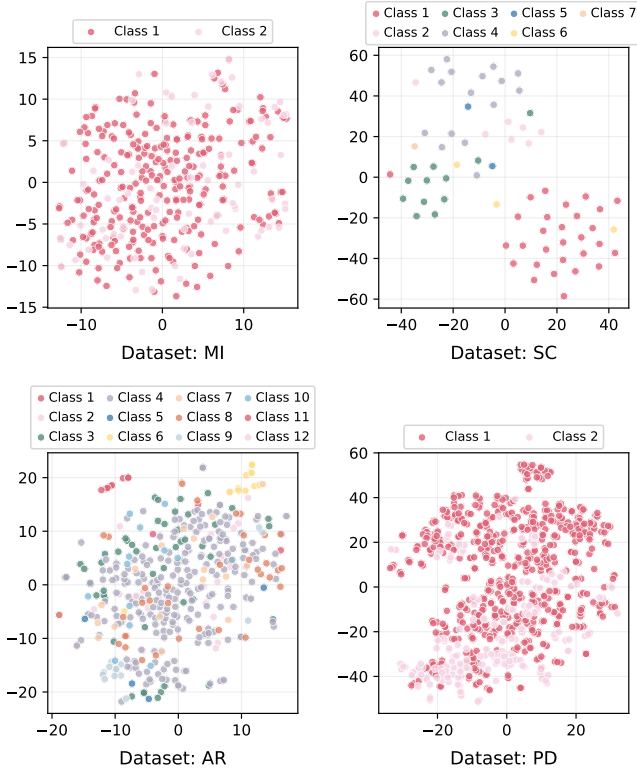 Class 1 Class 2
15
10
5
0
−5
−10
−15
−10 0 10
Dataset: MI
Class 1 Class 3 Class 5 Class 7
Class 2 Class 4 Class 6
60
40
20
0
−20
−40
−60
−40 −20 0 20 40
Dataset: SC
Class 1 Class 4 Class 7 Class 10
Class 2 Class 5 Class 8 Class 11
Class 3 Class 6 Class 9 Class 12
20
10
0
−10
−20
−20 −10 0 10
Dataset: AR
Class 1 Class 2
60
40
20
0
−20
−40
−20 0 20
Dataset: PD